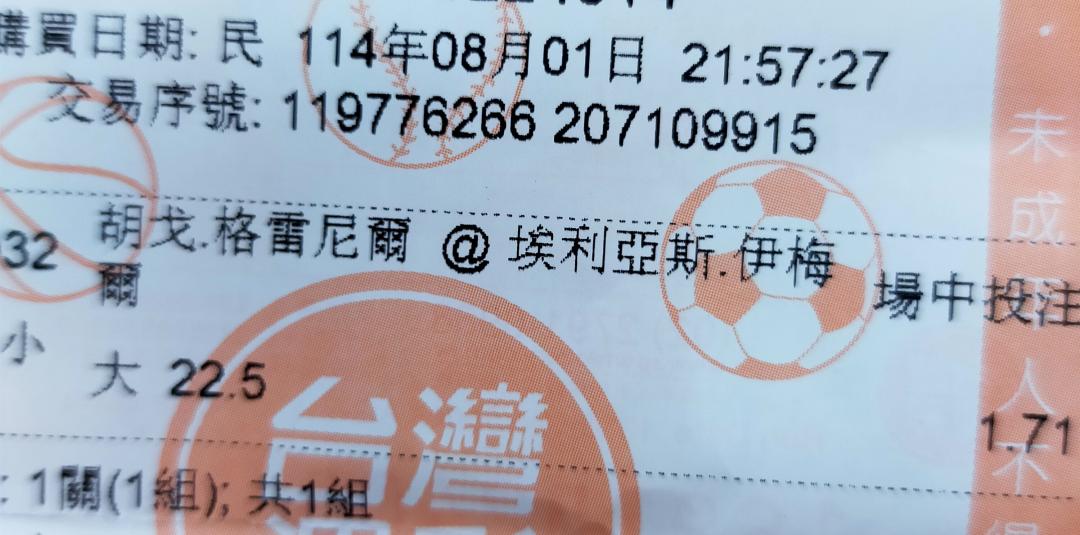 購買日期: 民 114年08月01日 21:57:27
交易序號: 119776266 207109915
32 胡戈.格雷尼爾 @ 埃利亞斯.伊梅
爾 場中投注
小 大 22.5
1.71
: 1關(1組); 共1組
台灣
未成 人不